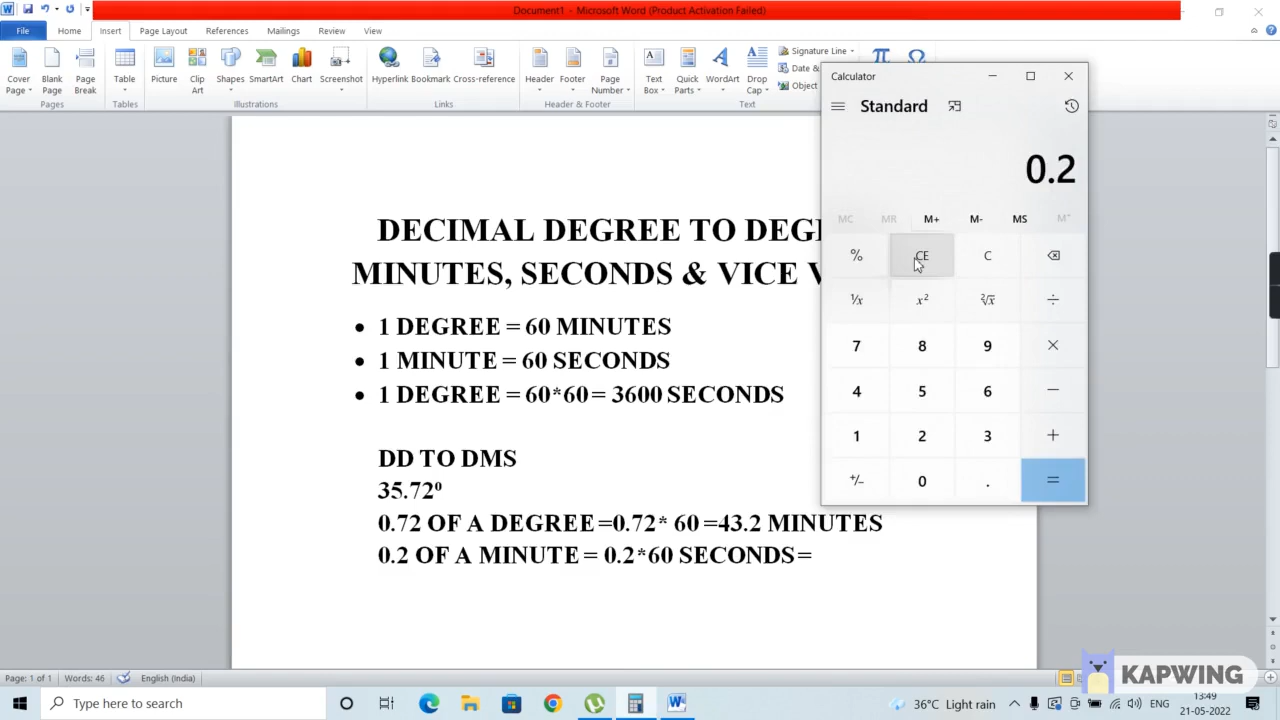 Document1 - Microsoft Word (Product Activation Failed)
File Home Insert Page Layout References Mailings Review View
Cover Page Blank Page Page Break Table Picture Clip Art Shapes SmartArt Chart Screenshot Hyperlink Bookmark Cross-reference Header Footer Page Number Text Box Quick Parts WordArt Drop Cap Signature Line Date & Object
Pages Tables Illustrations Links Header & Footer Text
Calculator
Standard
0.2
MC MR M+ M- MS M˅
% CE C
¹/x x² ²√x ÷
7 8 9 ×
4 5 6 −
1 2 3 +
+/− 0 . =
DECIMAL DEGREE TO DEG
MINUTES, SECONDS & VICE V
• 1 DEGREE = 60 MINUTES
• 1 MINUTE = 60 SECONDS
• 1 DEGREE = 60*60 = 3600 SECONDS
DD TO DMS
35.72⁰
0.72 OF A DEGREE =0.72* 60 =43.2 MINUTES
0.2 OF A MINUTE = 0.2*60 SECONDS =
Page: 1 of 1 Words: 46 English (India)
KAPWING
Type here to search
36°C Light rain ENG 13:49
21-05-2022